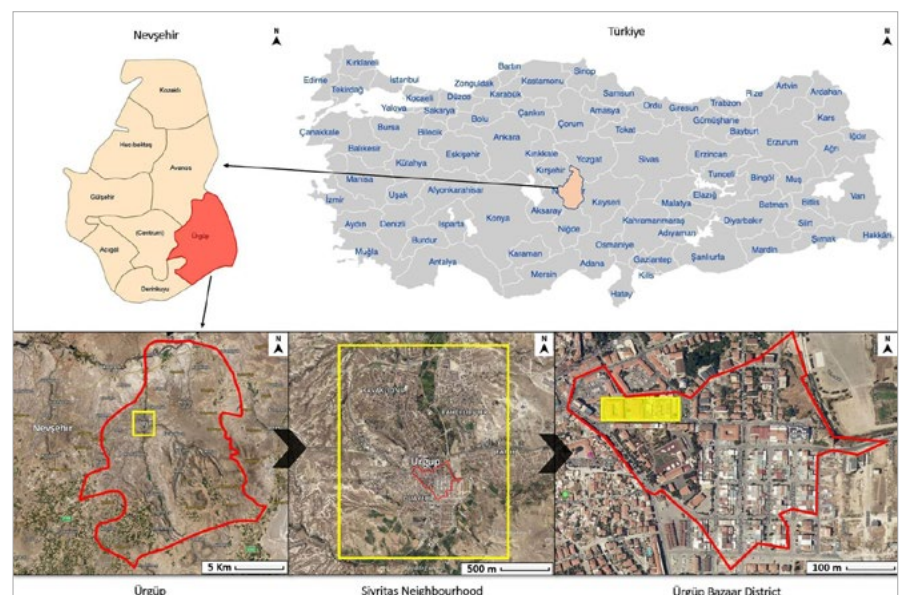 Nevşehir
N
Türkiye
N
Kozaklı
Hacıbektaş
Avanos
Gülşehir
(Centrum)
Ürgüp
Acıgöl
Derinkuyu
Kırklareli
Edirne
Tekirdağ
İstanbul
Kocaeli
Yalova
Sakarya
Düzce
Zonguldak
Bartın
Karabük
Kastamonu
Sinop
Samsun
Ordu
Giresun
Trabzon
Rize
Artvin
Ardahan
Kars
Çanakkale
Bursa
Bilecik
Bolu
Çankırı
Çorum
Amasya
Tokat
Gümüşhane
Bayburt
Erzurum
Iğdır
Ağrı
Balıkesir
Kütahya
Eskişehir
Ankara
Kırıkkale
Yozgat
Sivas
Erzincan
Tunceli
Bingöl
Muş
Van
Manisa
İzmir
Uşak
Afyonkarahisar
Kırşehir
N
Aksaray
Kayseri
Malatya
Elazığ
Batman
Bitlis
Aydın
Denizli
Isparta
Konya
Niğde
Kahramanmaraş
Adıyaman
Diyarbakır
Siirt
Şırnak
Hakkâri
Muğla
Burdur
Antalya
Karaman
Mersin
Adana
Osmaniye
Gaziantep
Kilis
Şanlıurfa
Mardin
Hatay
N
Nevşehir
5 Km
Ürgüp
N
Ürgüp
500 m
Sivritaş Neighbourhood
N
100 m
Ürgüp Bazaar District